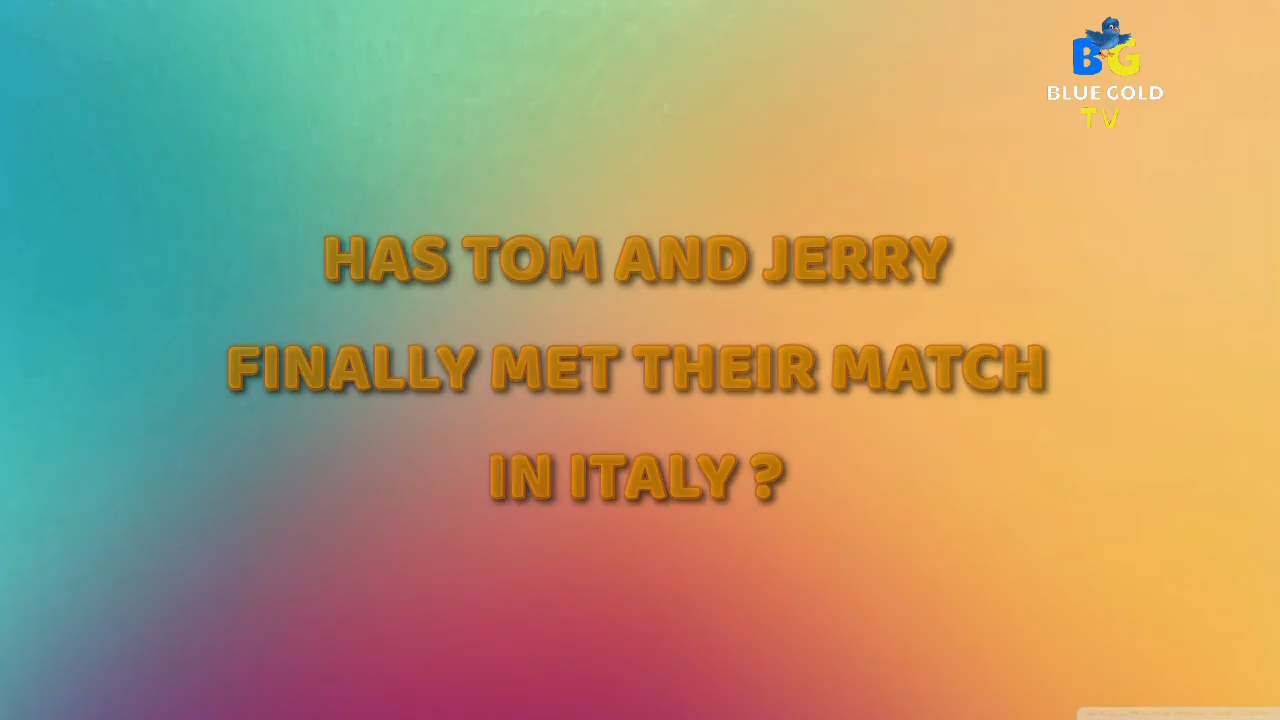 BG
BLUE GOLD
TV
HAS TOM AND JERRY
FINALLY MET THEIR MATCH
IN ITALY ?